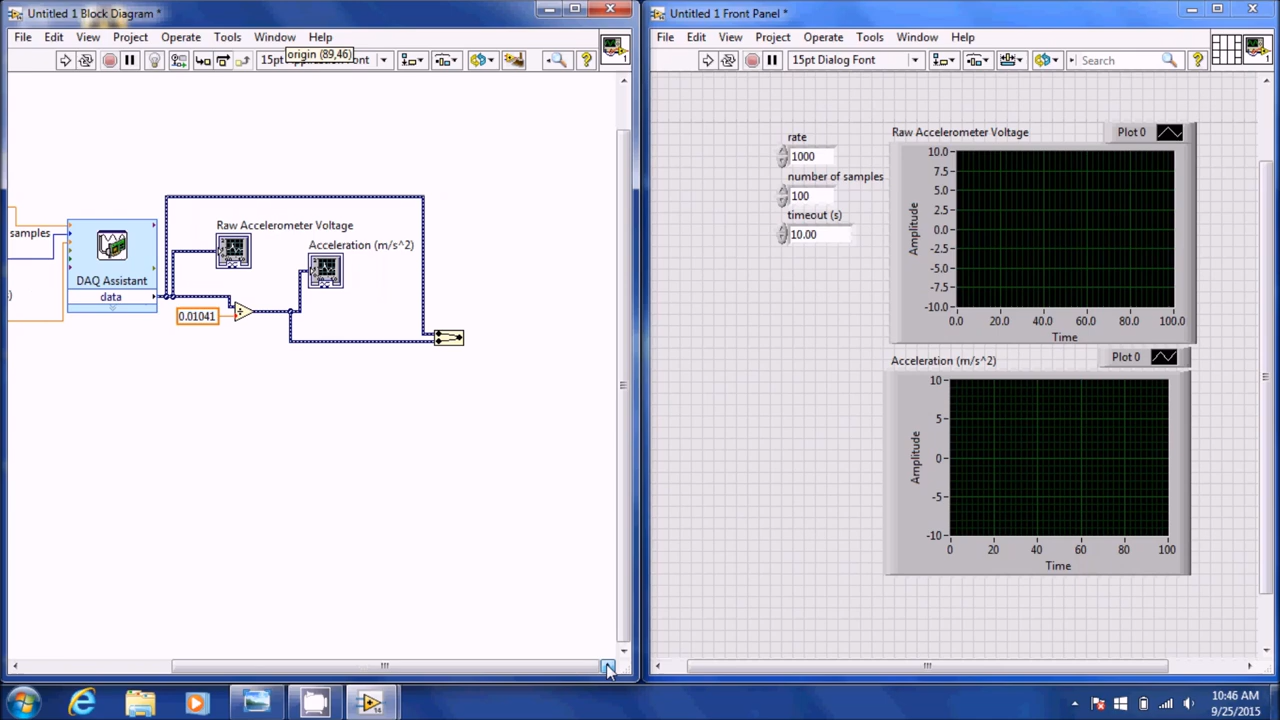 Untitled 1 Block Diagram *
File Edit View Project Operate Tools Window Help
origin (89,46)
15pt Font
samples
DAQ Assistant
data
Raw Accelerometer Voltage
Acceleration (m/s^2)
0.01041
)
Untitled 1 Front Panel *
File Edit View Project Operate Tools Window Help
15pt Dialog Font
Search
1
1
rate
1000
number of samples
100
timeout (s)
10.00
Raw Accelerometer Voltage
Plot 0
Amplitude
10.0
7.5
5.0
2.5
0.0
-2.5
-5.0
-7.5
-10.0
0.0 20.0 40.0 60.0 80.0 100.0
Time
Acceleration (m/s^2)
Plot 0
Amplitude
10
5
0
-5
-10
0 20 40 60 80 100
Time
14
10:46 AM
9/25/2015